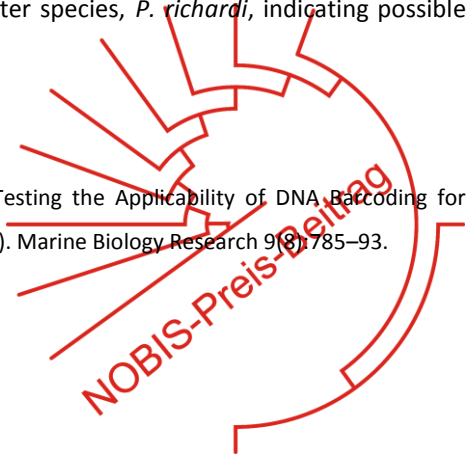 ter species, P. richardi, indicating possible
Testing the Applicability of DNA Barcoding for
). Marine Biology Research 9(8):785–93.
NOBIS-Preis-Beitrag